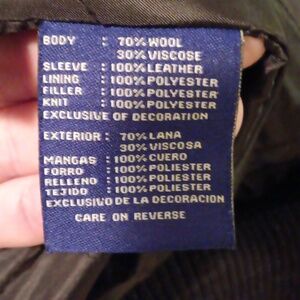 BODY : 70% WOOL
30% VISCOSE
SLEEVE : 100% LEATHER
LINING : 100% POLYESTER
FILLER : 100% POLYESTER
KNIT : 100% POLYESTER
EXCLUSIVE OF DECORATION
EXTERIOR : 70% LANA
30% VISCOSA
MANGAS : 100% CUERO
FORRO : 100% POLIESTER
RELLENO : 100% POLIESTER
TEJIDO : 100% POLIESTER
EXCLUSIVO DE LA DECORACION
CARE ON REVERSE